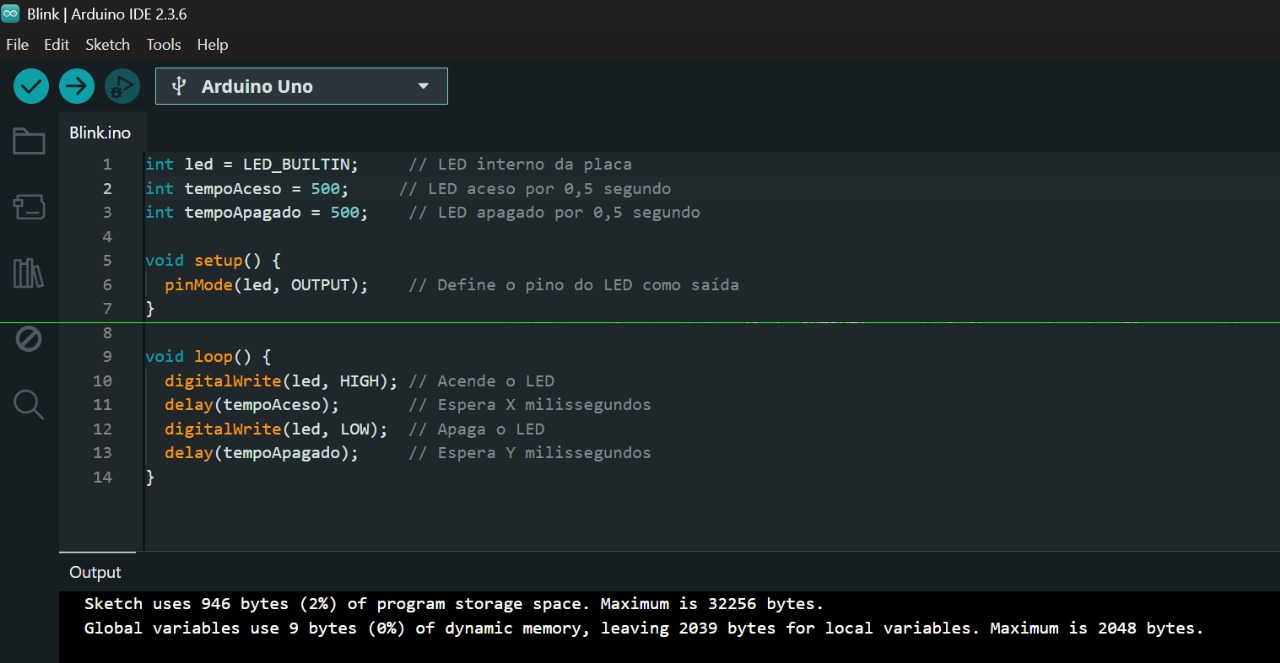 Blink | Arduino IDE 2.3.6
File Edit Sketch Tools Help
Arduino Uno
Blink.ino
1 int led = LED_BUILTIN; // LED interno da placa
2 int tempoAceso = 500; // LED aceso por 0,5 segundo
3 int tempoApagado = 500; // LED apagado por 0,5 segundo
4
5 void setup() {
6 pinMode(led, OUTPUT); // Define o pino do LED como saída
7 }
8
9 void loop() {
10 digitalWrite(led, HIGH); // Acende o LED
11 delay(tempoAceso); // Espera X milissegundos
12 digitalWrite(led, LOW); // Apaga o LED
13 delay(tempoApagado); // Espera Y milissegundos
14 }
Output
Sketch uses 946 bytes (2%) of program storage space. Maximum is 32256 bytes.
Global variables use 9 bytes (0%) of dynamic memory, leaving 2039 bytes for local variables. Maximum is 2048 bytes.